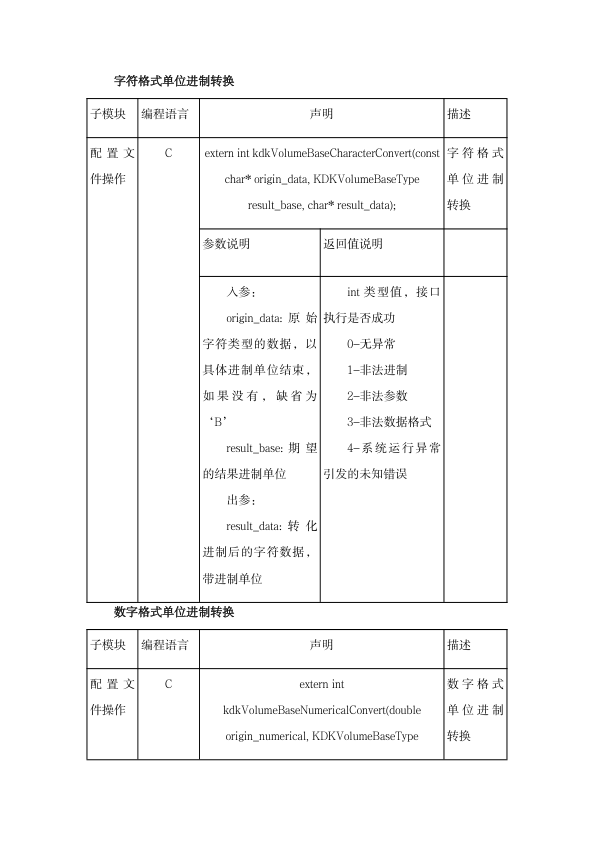 字符格式单位进制转换
子模块 编程语言 声明 描述
配置文 C extern int kdkVolumeBaseCharacterConvert(const 字符格式
件操作 char* origin_data, KDKVolumeBaseType 单位进制
result_base, char* result_data); 转换
参数说明 返回值说明
入参：
origin_data: 原始
字符类型的数据，以
具体进制单位结束，
如果没有，缺省为
‘B’
result_base: 期望
的结果进制单位
出参：
result_data: 转化
进制后的字符数据，
带进制单位
int 类型值，接口
执行是否成功
0-无异常
1-非法进制
2-非法参数
3-非法数据格式
4-系统运行异常
引发的未知错误
数字格式单位进制转换
子模块 编程语言 声明 描述
配置文 C extern int 数字格式
件操作 kdkVolumeBaseNumericalConvert(double 单位进制
origin_numerical, KDKVolumeBaseType 转换